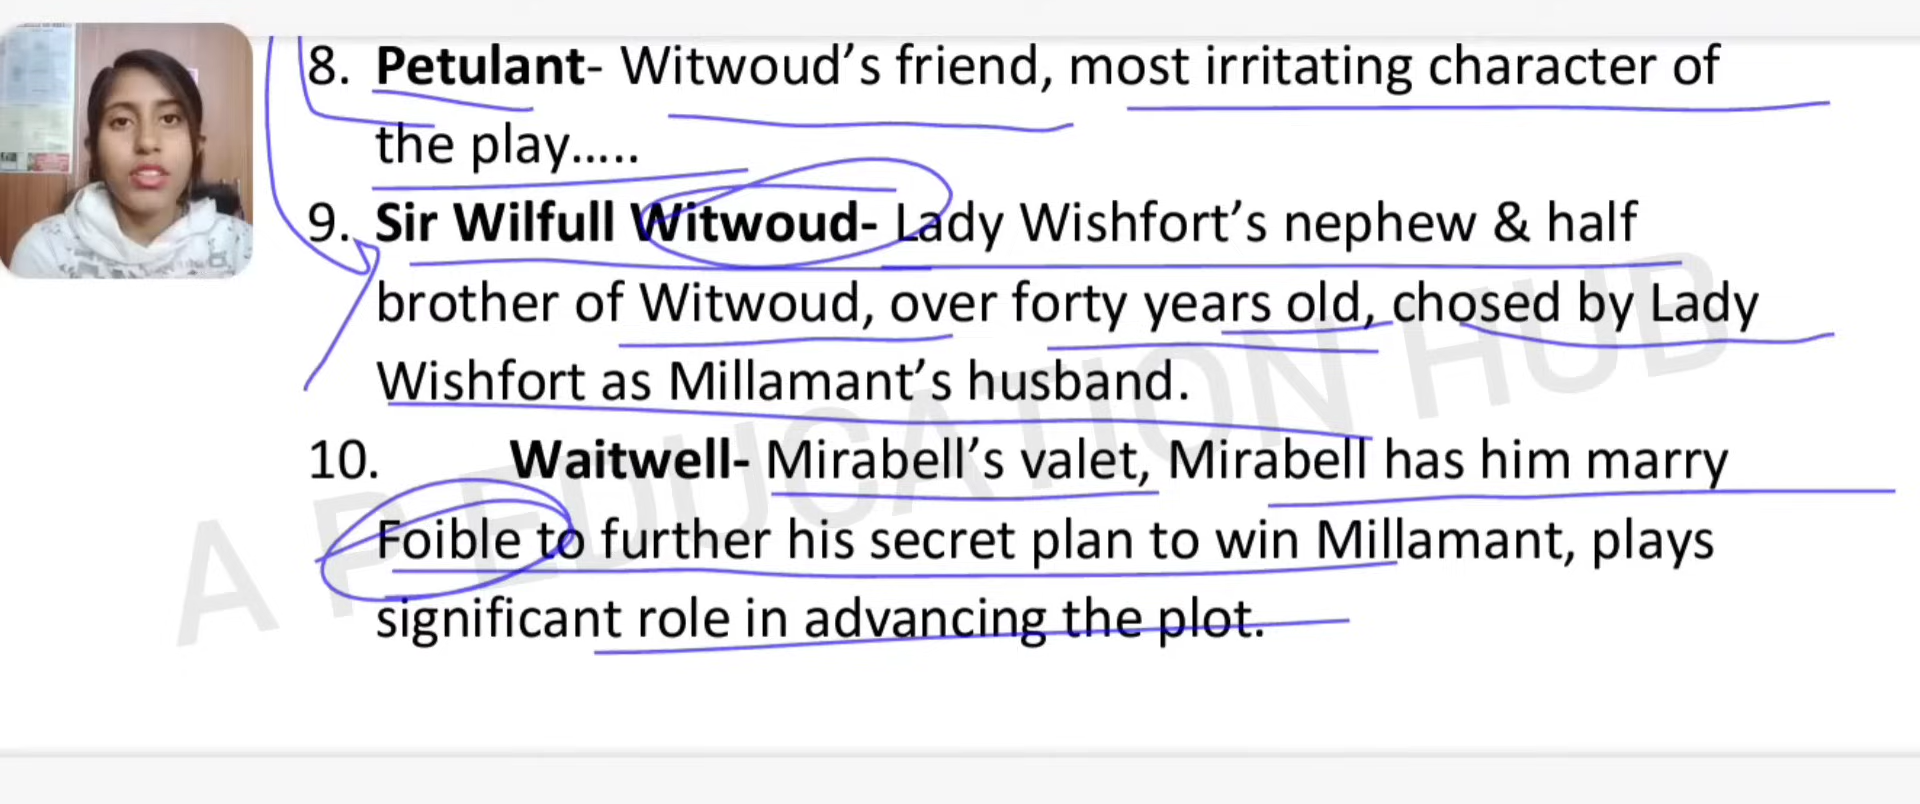 8. Petulant- Witwoud’s friend, most irritating character of
the play.....
9. Sir Wilfull Witwoud- Lady Wishfort’s nephew & half
brother of Witwoud, over forty years old, chosed by Lady
Wishfort as Millamant’s husband.
10. Waitwell- Mirabell’s valet, Mirabell has him marry
Foible to further his secret plan to win Millamant, plays
significant role in advancing the plot.
A P EDUCATION HUB